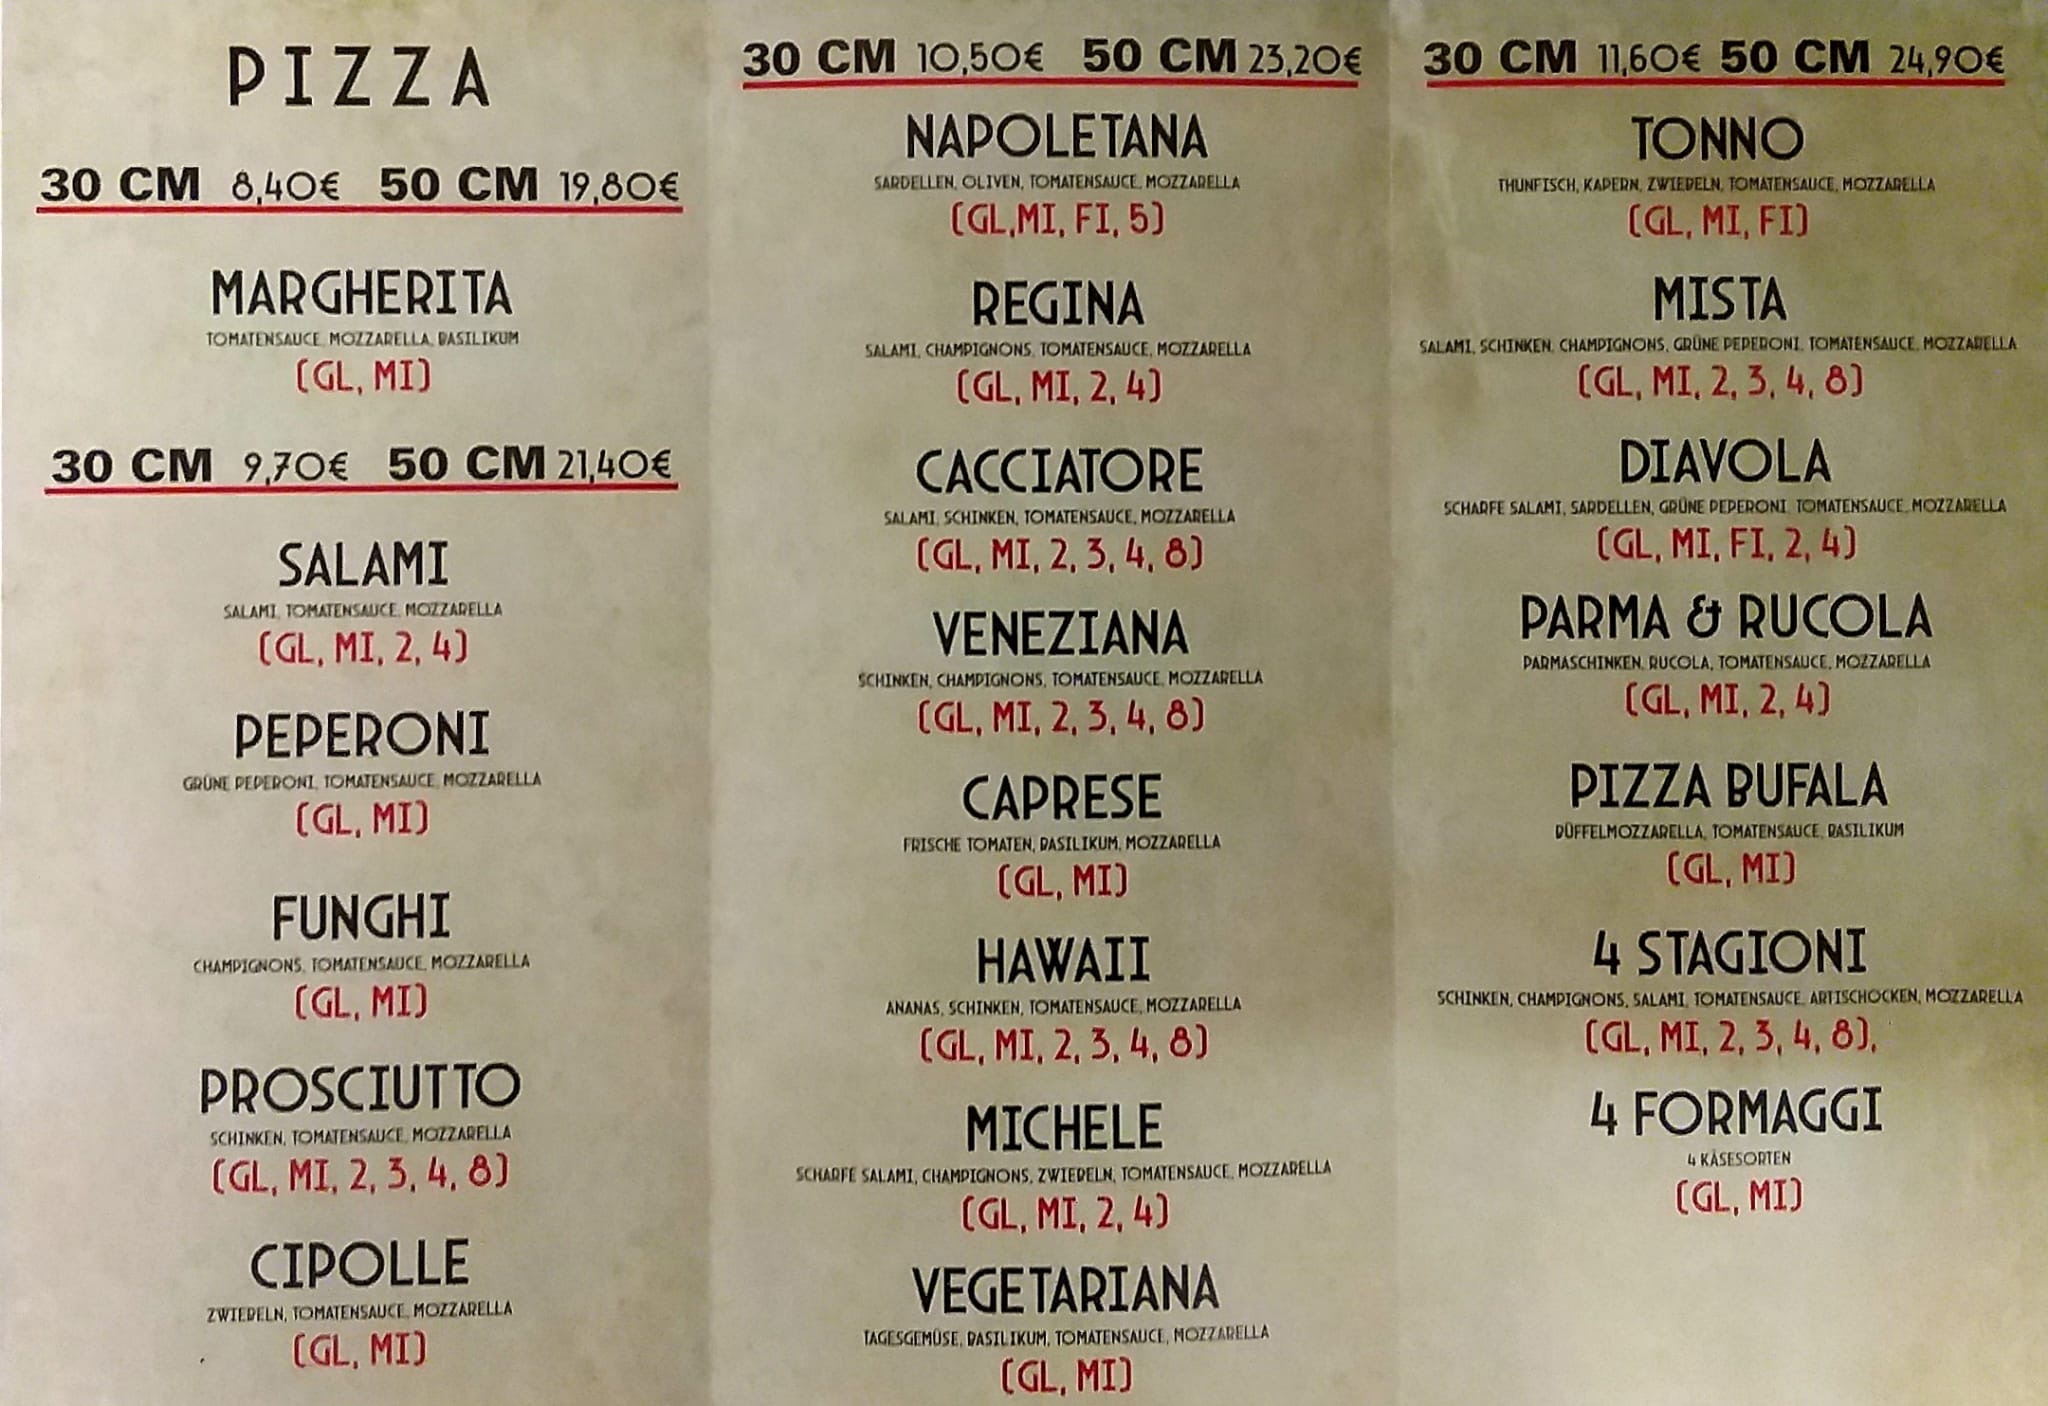 PIZZA
30 CM 8,40€ 50 CM 19,80€
MARGHERITA
TOMATENSAUCE, MOZZARELLA, BASILIKUM
(GL, MI)
30 CM 9,70€ 50 CM 21,40€
SALAMI
SALAMI, TOMATENSAUCE, MOZZARELLA
(GL, MI, 2, 4)
PEPERONI
GRÜNE PEPERONI, TOMATENSAUCE, MOZZARELLA
(GL, MI)
FUNGHI
CHAMPIGNONS, TOMATENSAUCE, MOZZARELLA
(GL, MI)
PROSCIUTTO
SCHINKEN, TOMATENSAUCE, MOZZARELLA
(GL, MI, 2, 3, 4, 8)
CIPOLLE
ZWIEBELN, TOMATENSAUCE, MOZZARELLA
(GL, MI)
30 CM 10,50€ 50 CM 23,20€
NAPOLETANA
SARDELLEN, OLIVEN, TOMATENSAUCE, MOZZARELLA
(GL,MI, FI, 5)
REGINA
SALAMI, CHAMPIGNONS, TOMATENSAUCE, MOZZARELLA
(GL, MI, 2, 4)
CACCIATORE
SALAMI, SCHINKEN, TOMATENSAUCE, MOZZARELLA
(GL, MI, 2, 3, 4, 8)
VENEZIANA
SCHINKEN, CHAMPIGNONS, TOMATENSAUCE, MOZZARELLA
(GL, MI, 2, 3, 4, 8)
CAPRESE
FRISCHE TOMATEN, BASILIKUM, MOZZARELLA
(GL, MI)
HAWAII
ANANAS, SCHINKEN, TOMATENSAUCE, MOZZARELLA
(GL, MI, 2, 3, 4, 8)
MICHELE
SCHARFE SALAMI, CHAMPIGNONS, ZWIEBELN, TOMATENSAUCE, MOZZARELLA
(GL, MI, 2, 4)
VEGETARIANA
TAGESGEMÜSE, BASILIKUM, TOMATENSAUCE, MOZZARELLA
(GL, MI)
30 CM 11,60€ 50 CM 24,90€
TONNO
THUNFISCH, KAPERN, ZWIEBELN, TOMATENSAUCE, MOZZARELLA
(GL, MI, FI)
MISTA
SALAMI, SCHINKEN, CHAMPIGNONS, GRÜNE PEPERONI, TOMATENSAUCE, MOZZARELLA
(GL, MI, 2, 3, 4, 8)
DIAVOLA
SCHARFE SALAMI, SARDELLEN, GRÜNE PEPERONI, TOMATENSAUCE, MOZZARELLA
(GL, MI, FI, 2, 4)
PARMA & RUCOLA
PARMASCHINKEN, RUCOLA, TOMATENSAUCE, MOZZARELLA
(GL, MI, 2, 4)
PIZZA BUFALA
BÜFFELMOZZARELLA, TOMATENSAUCE, BASILIKUM
(GL, MI)
4 STAGIONI
SCHINKEN, CHAMPIGNONS, SALAMI, TOMATENSAUCE, ARTISCHOCKEN, MOZZARELLA
(GL, MI, 2, 3, 4, 8),
4 FORMAGGI
4 KÄSESORTEN
(GL, MI)